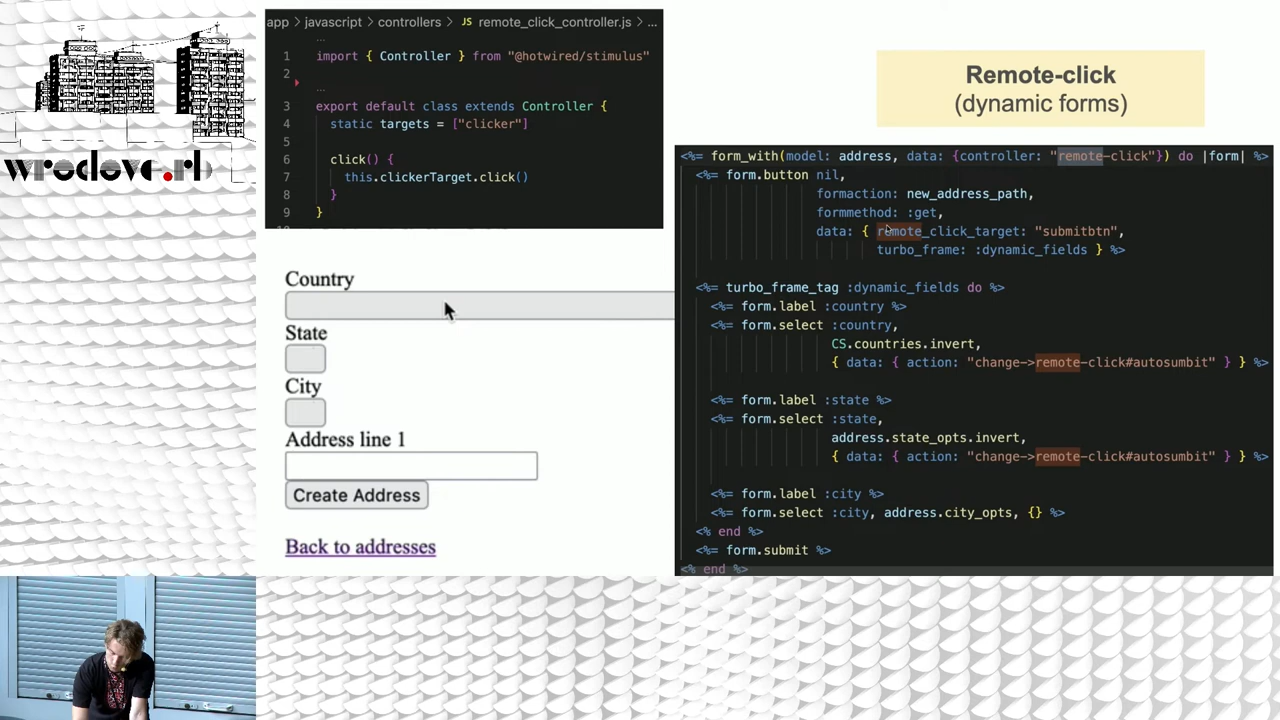 wroclove.rb
app > javascript > controllers > JS remote_click_controller.js > ...
...
1 import { Controller } from "@hotwired/stimulus"
2
...
3 export default class extends Controller {
4 static targets = ["clicker"]
5
6 click() {
7 this.clickerTarget.click()
8 }
9 }
Remote-click
(dynamic forms)
Country
State
City
Address line 1
Create Address
Back to addresses
<%= form_with(model: address, data: {controller: "remote-click"}) do |form| %>
<%= form.button nil,
formaction: new_address_path,
formmethod: :get,
data: { remote_click_target: "submitbtn",
turbo_frame: :dynamic_fields } %>
<%= turbo_frame_tag :dynamic_fields do %>
<%= form.label :country %>
<%= form.select :country,
CS.countries.invert,
{ data: { action: "change->remote-click#autosumbit" } } %>
<%= form.label :state %>
<%= form.select :state,
address.state_opts.invert,
{ data: { action: "change->remote-click#autosumbit" } } %>
<%= form.label :city %>
<%= form.select :city, address.city_opts, {} %>
<% end %>
<%= form.submit %>
<% end %>